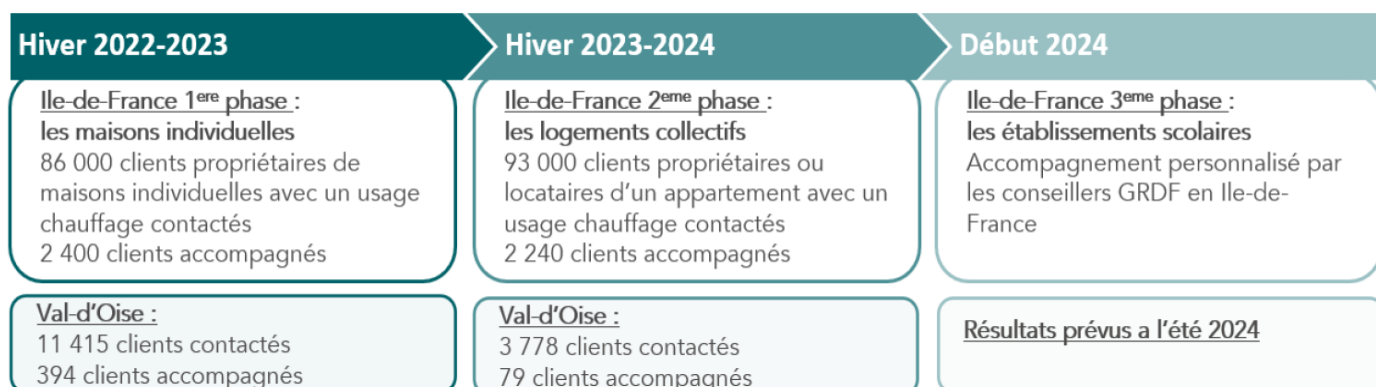 Hiver 2022-2023
Hiver 2023-2024
Début 2024
Ile-de-France 1ere phase :
les maisons individuelles
86 000 clients propriétaires de
maisons individuelles avec un usage
chauffage contactés
2 400 clients accompagnés
Ile-de-France 2eme phase :
les logements collectifs
93 000 clients propriétaires ou
locataires d'un appartement avec un
usage chauffage contactés
2 240 clients accompagnés
Ile-de-France 3eme phase :
les établissements scolaires
Accompagnement personnalisé par
les conseillers GRDF en Ile-de-
France
Val-d'Oise :
11 415 clients contactés
394 clients accompagnés
Val-d'Oise :
3 778 clients contactés
79 clients accompagnés
Résultats prévus a l'été 2024